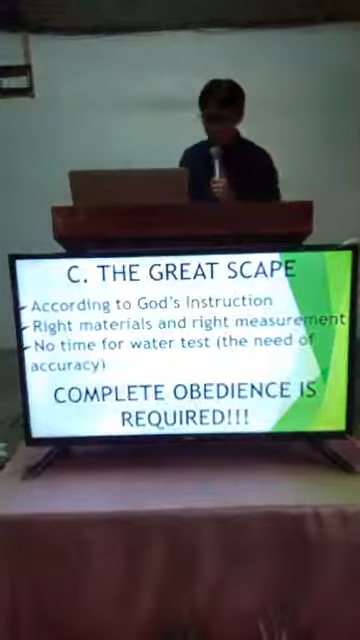 C. THE GREAT SCAPE
According to God's Instruction
Right materials and right measurement
No time for water test (the need of
accuracy)
COMPLETE OBEDIENCE IS
REQUIRED!!!